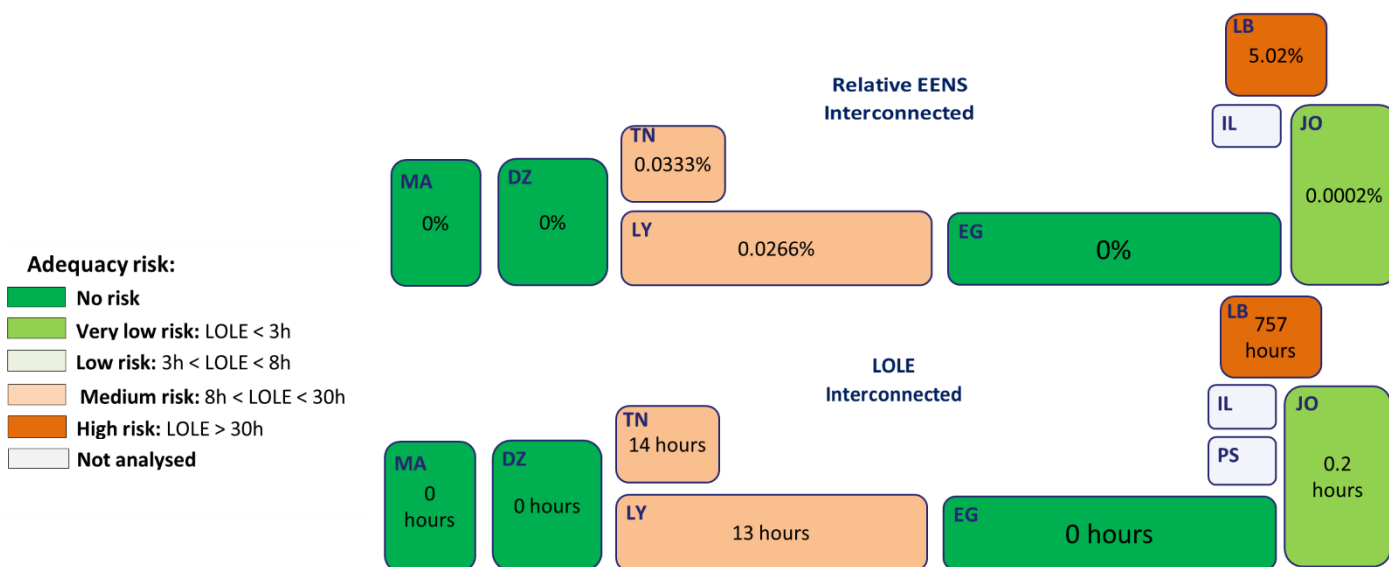 LB
5.02%
Relative EENS
Interconnected
IL
JO
TN
0.0333%
MA
0%
DZ
0%
0.0002%
LY
0.0266%
EG
0%
Adequacy risk:
No risk
Very low risk: LOLE < 3h
Low risk: 3h < LOLE < 8h
Medium risk: 8h < LOLE < 30h
High risk: LOLE > 30h
Not analysed
LB
757
hours
LOLE
Interconnected
IL
JO
TN
14 hours
PS
MA
0
hours
DZ
0 hours
0.2
hours
LY
13 hours
EG
0 hours